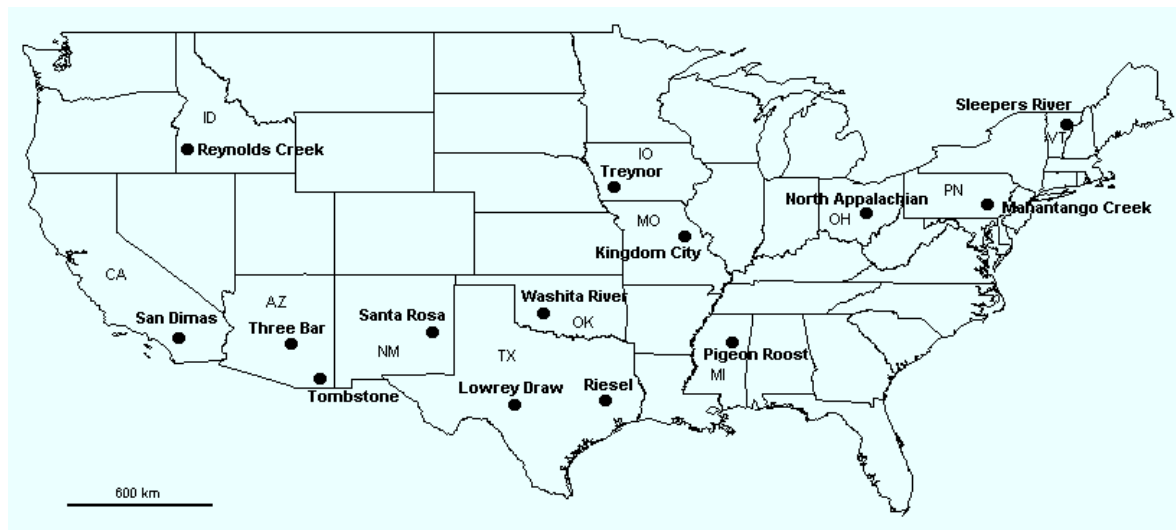 Sleepers River
VT
ID
Reynolds Creek
IO
Treynor
PN
North Appalachian
OH
Mahantango Creek
MO
Kingdom City
CA
AZ
Washita River
OK
San Dimas
Three Bar
Santa Rosa
NM
TX
Pigeon Roost
MI
Lowrey Draw
Riesel
Tombstone
600 km